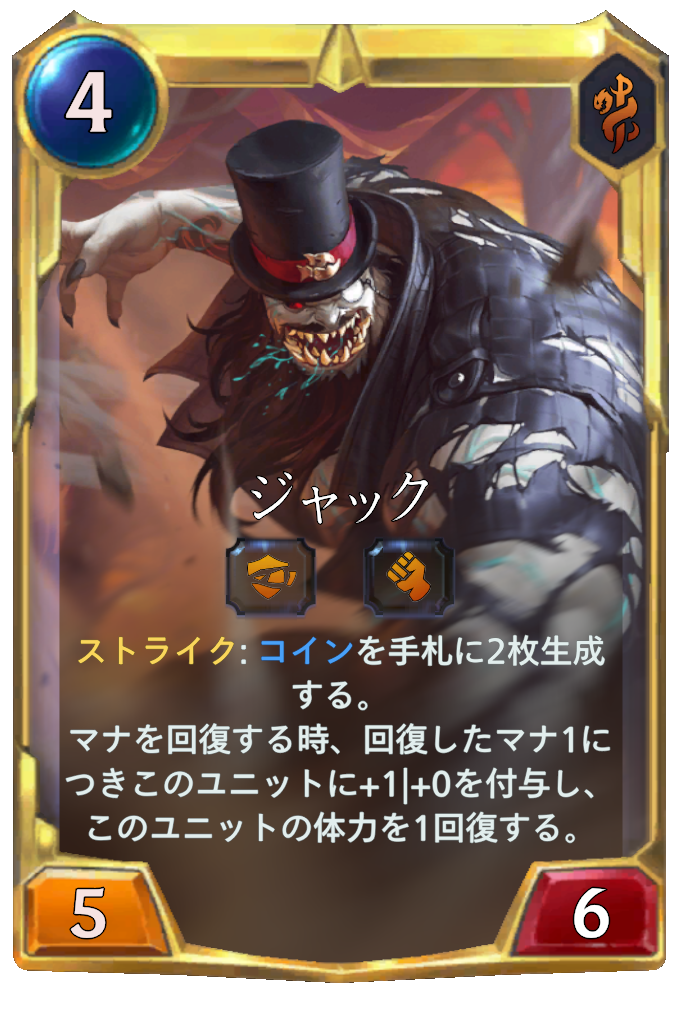 4
ジャック
ストライク: コインを手札に2枚生成
する。
マナを回復する時、回復したマナ1に
つきこのユニットに+1|+0を付与し、
このユニットの体力を1回復する。
5
6